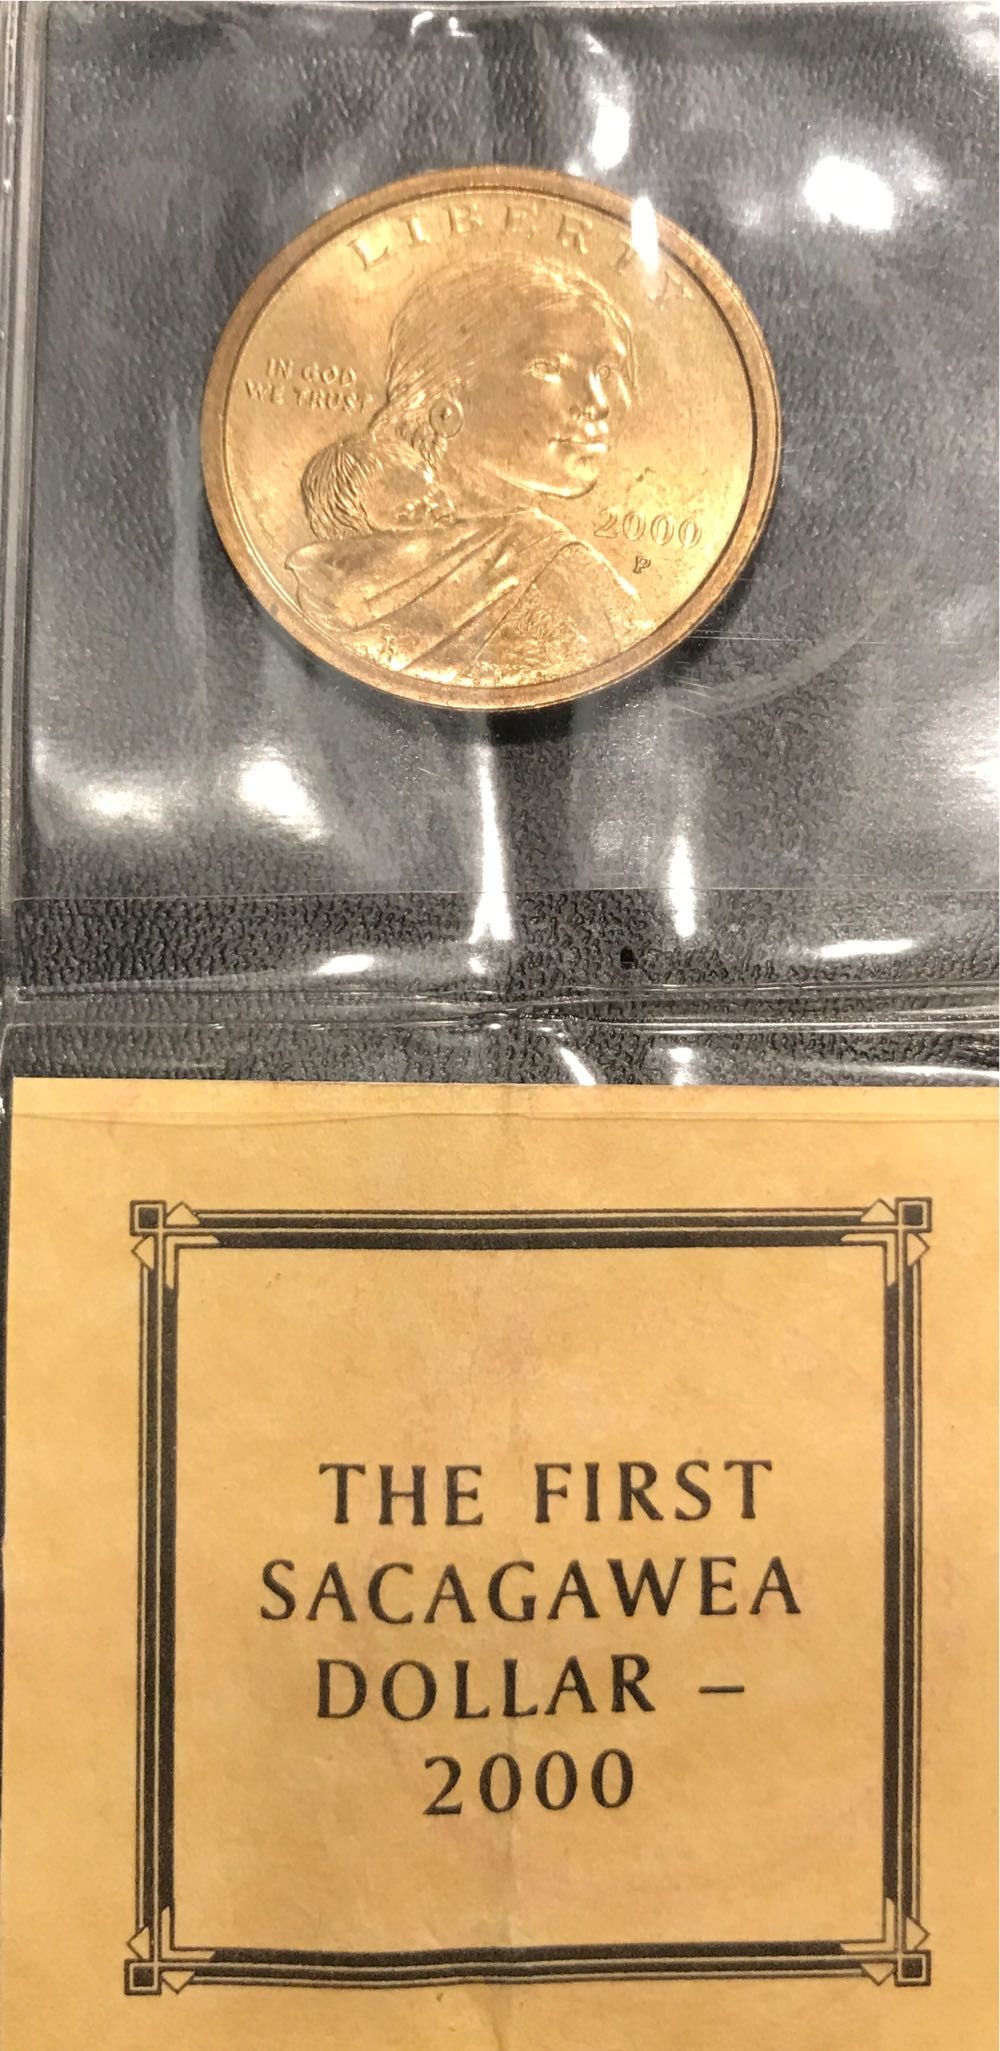 LIBERTY
IN GOD
WE TRUST
2000
P
THE FIRST
SACAGAWEA
DOLLAR –
2000